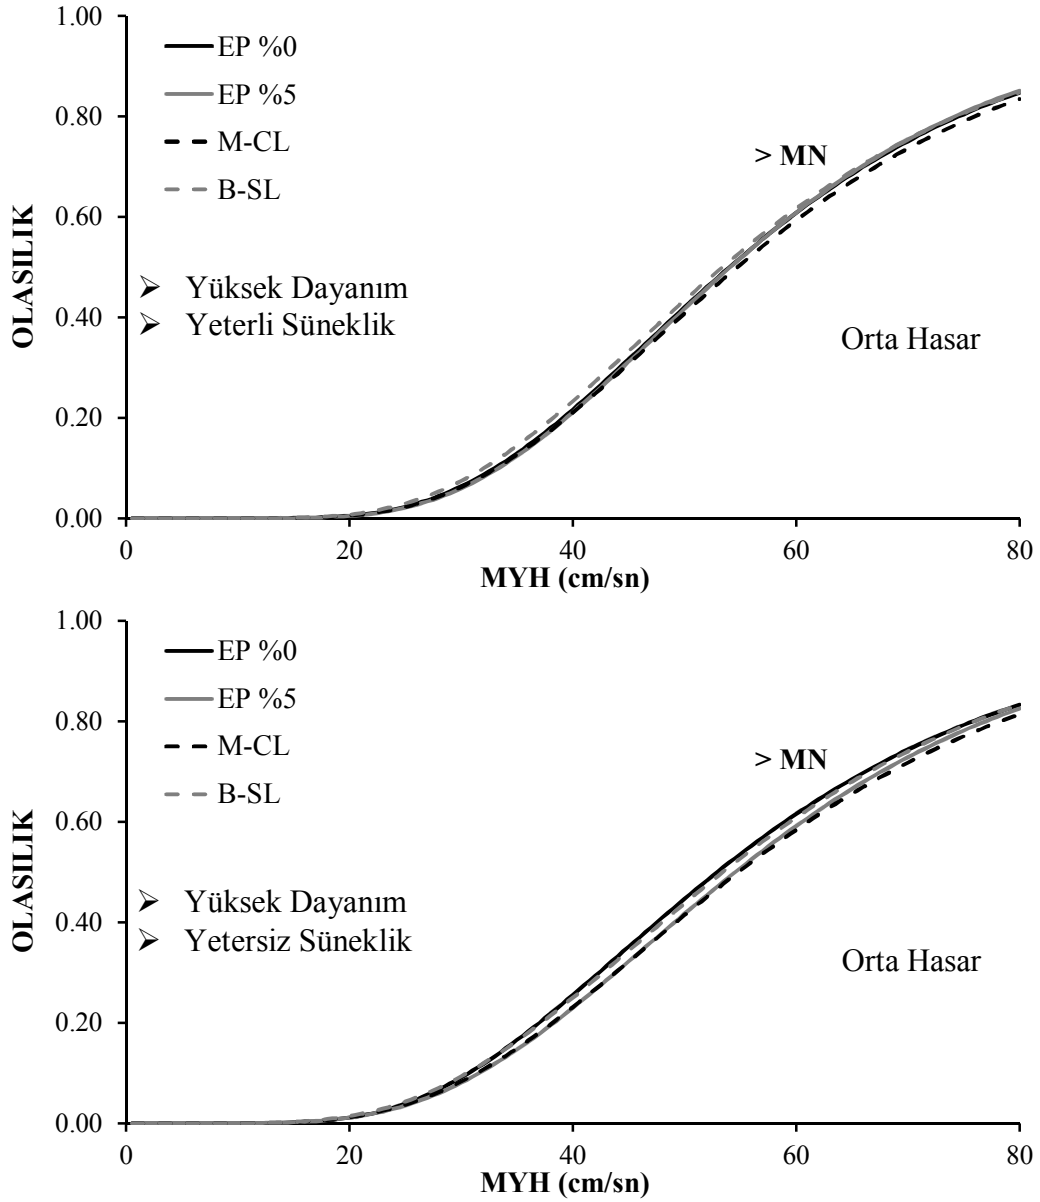 1.00
EP %0
EP %5
0.80
M-CL
> MN
B-SL
0.60
OLASILIK
➢ Yüksek Dayanım
0.40
➢ Yeterli Süneklik
Orta Hasar
0.20
0.00
0 20 40 60 80
MYH (cm/sn)
1.00
EP %0
EP %5
0.80
M-CL
> MN
B-SL
0.60
OLASILIK
➢ Yüksek Dayanım
0.40
➢ Yetersiz Süneklik
Orta Hasar
0.20
0.00
0 20 40 60 80
MYH (cm/sn)